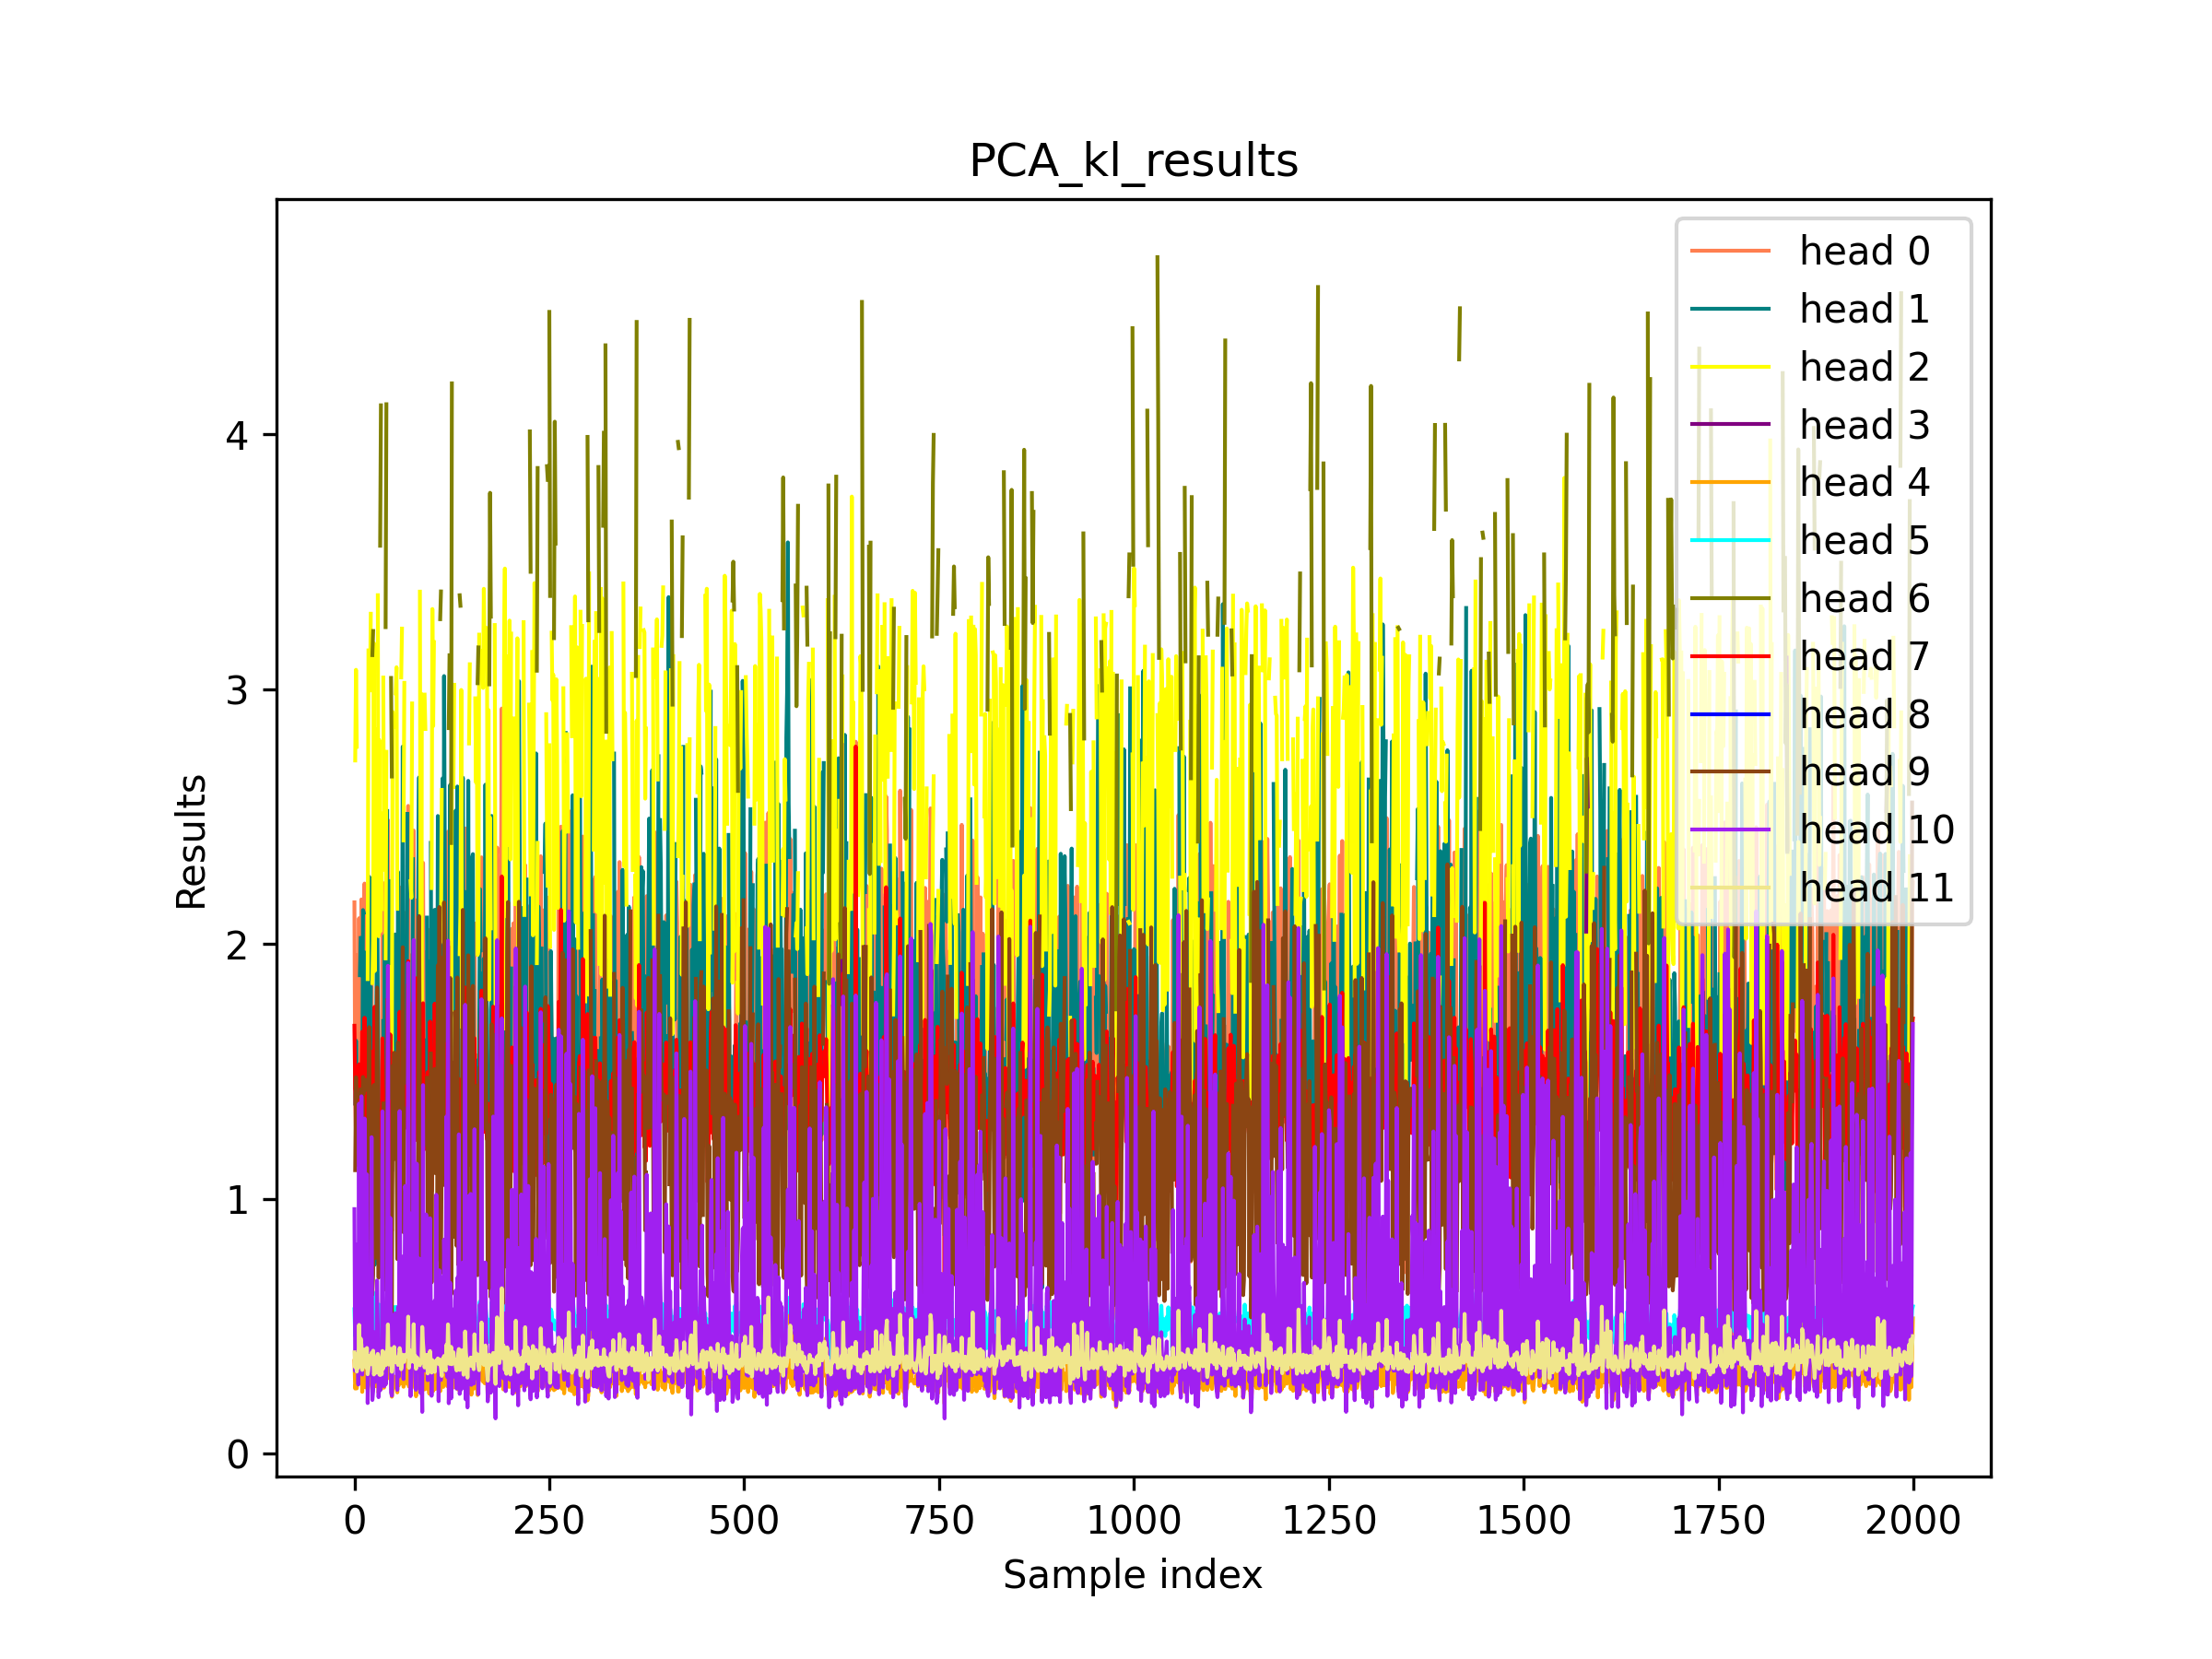 PCA_kl_results
head 0
head 1
head 2
head 3
head 4
head 5
head 6
head 7
head 8
head 9
head 10
head 11
Results
4
3
2
1
0
0 250 500 750 1000 1250 1500 1750 2000
Sample index